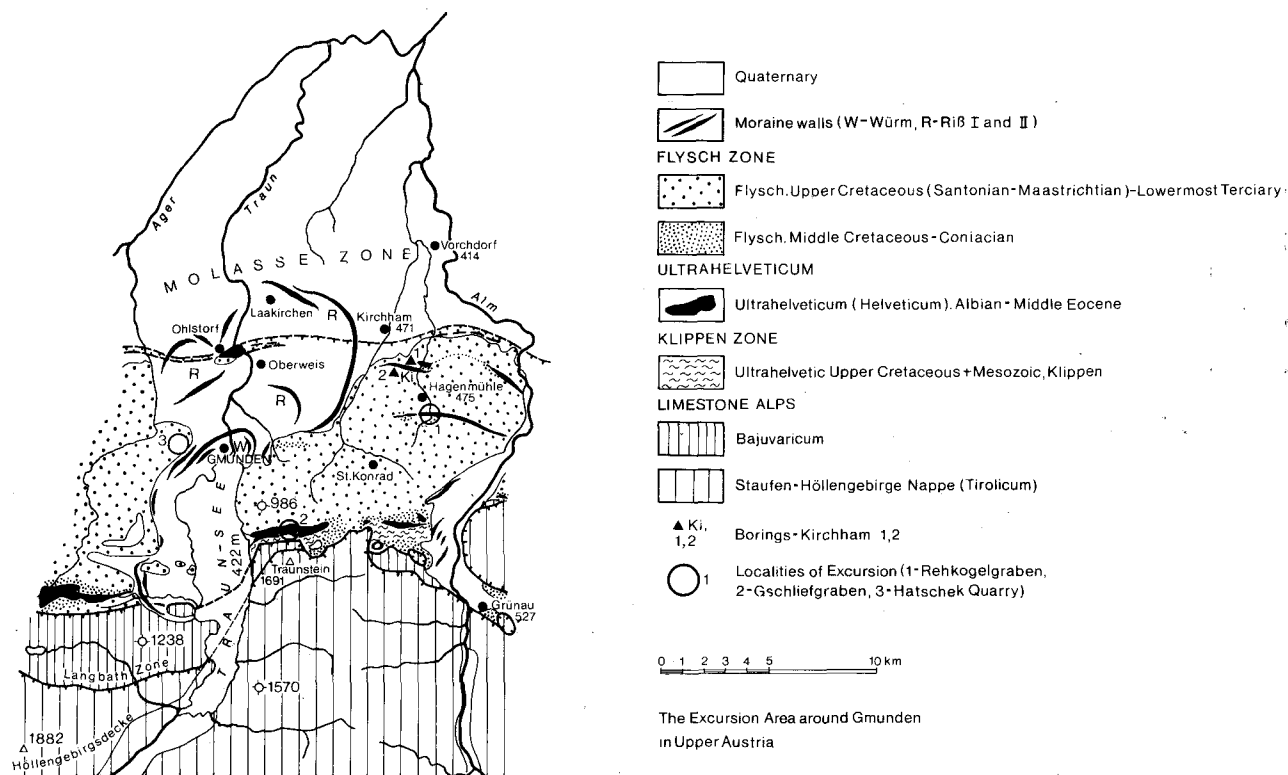 Ager
Traun
MOLASSE ZONE
Vorchdorf
414
Alm
Laakirchen
R
Kirchham
471
Ohlstorf
1
2
Ki
R
Oberweis
Hagenmühle
475
R
1
3
W
GMUNDEN
St.Konrad
986
TRAUN-SEE
422 m
2
Traunstein
1691
Grünau
527
1238
Langbath Zone
1570
1882
Höllengebirgsdecke
Quaternary
Moraine walls (W-Würm, R-Riß I and II)
FLYSCH ZONE
Flysch. Upper Cretaceous (Santonian-Maastrichtian)-Lowermost Terciary
Flysch. Middle Cretaceous-Coniacian
ULTRAHELVETICUM
Ultrahelveticum (Helveticum). Albian-Middle Eocene
KLIPPEN ZONE
Ultrahelvetic Upper Cretaceous+Mesozoic, Klippen
LIMESTONE ALPS
Bajuvaricum
Staufen-Höllengebirge Nappe (Tirolicum)
Ki,
1,2
Borings-Kirchham 1,2
1
Localities of Excursion (1-Rehkogelgraben,
2-Gschliefgraben, 3-Hatschek Quarry)
0 1 2 3 4 5 10 km
The Excursion Area around Gmunden
in Upper Austria